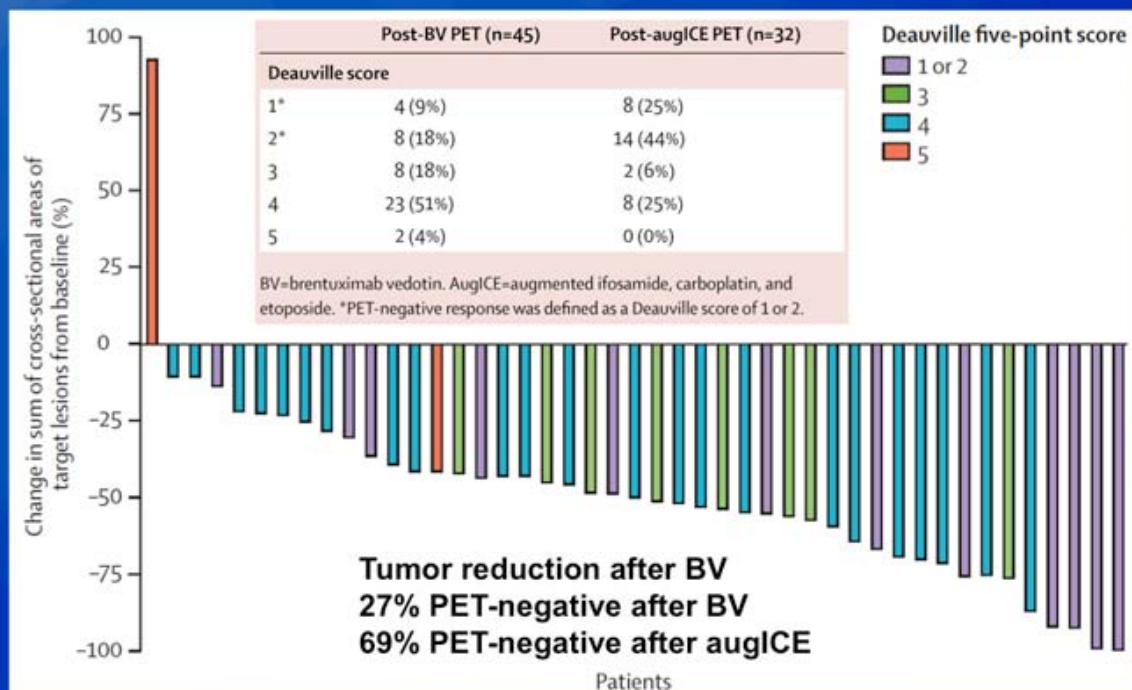 Post-BV PET (n=45) Post-augICE PET (n=32)
Deauville score
1* 4 (9%) 8 (25%)
2* 8 (18%) 14 (44%)
3 8 (18%) 2 (6%)
4 23 (51%) 8 (25%)
5 2 (4%) 0 (0%)
BV=brentuximab vedotin. AugICE=augmented ifosamide, carboplatin, and
etoposide. *PET-negative response was defined as a Deauville score of 1 or 2.
Deauville five-point score
1 or 2
3
4
5
Change in sum of cross-sectional areas of
target lesions from baseline (%)
100
75
50
25
0
−25
−50
−75
−100
Tumor reduction after BV
27% PET-negative after BV
69% PET-negative after augICE
Patients